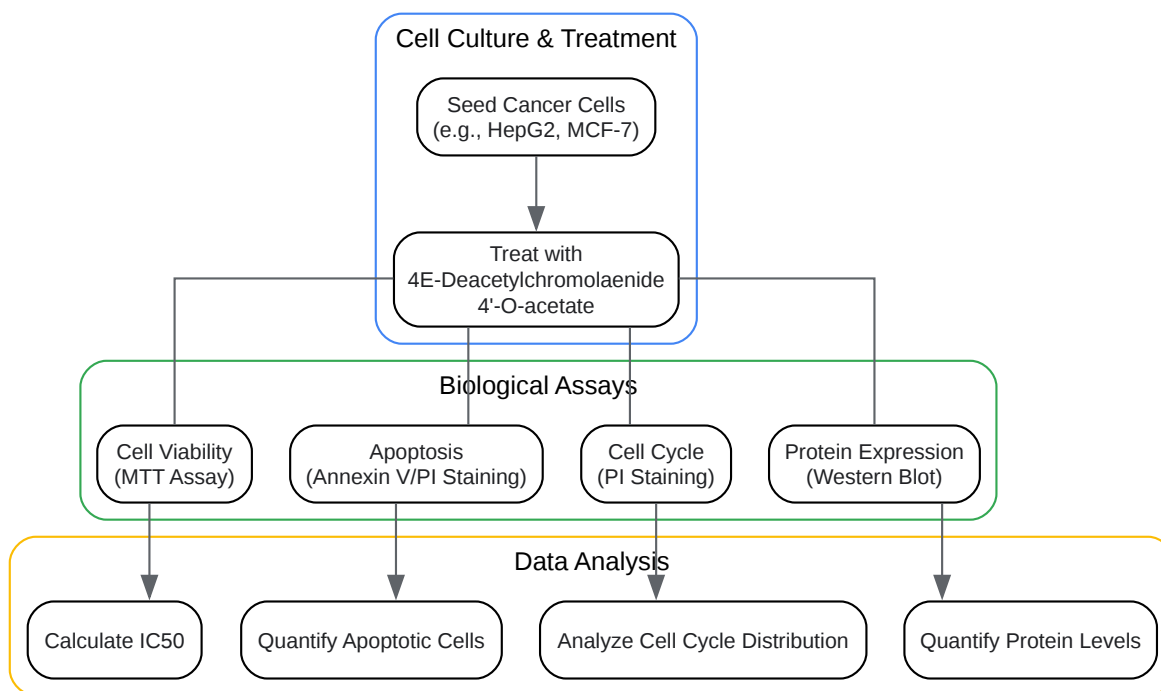 Cell Culture & Treatment
Seed Cancer Cells
(e.g., HepG2, MCF-7)
Treat with
4E-Deacetylchromolaenide
4'-O-acetate
Biological Assays
Cell Viability
(MTT Assay)
Apoptosis
(Annexin V/PI Staining)
Cell Cycle
(PI Staining)
Protein Expression
(Western Blot)
Data Analysis
Calculate IC50
Quantify Apoptotic Cells
Analyze Cell Cycle Distribution
Quantify Protein Levels